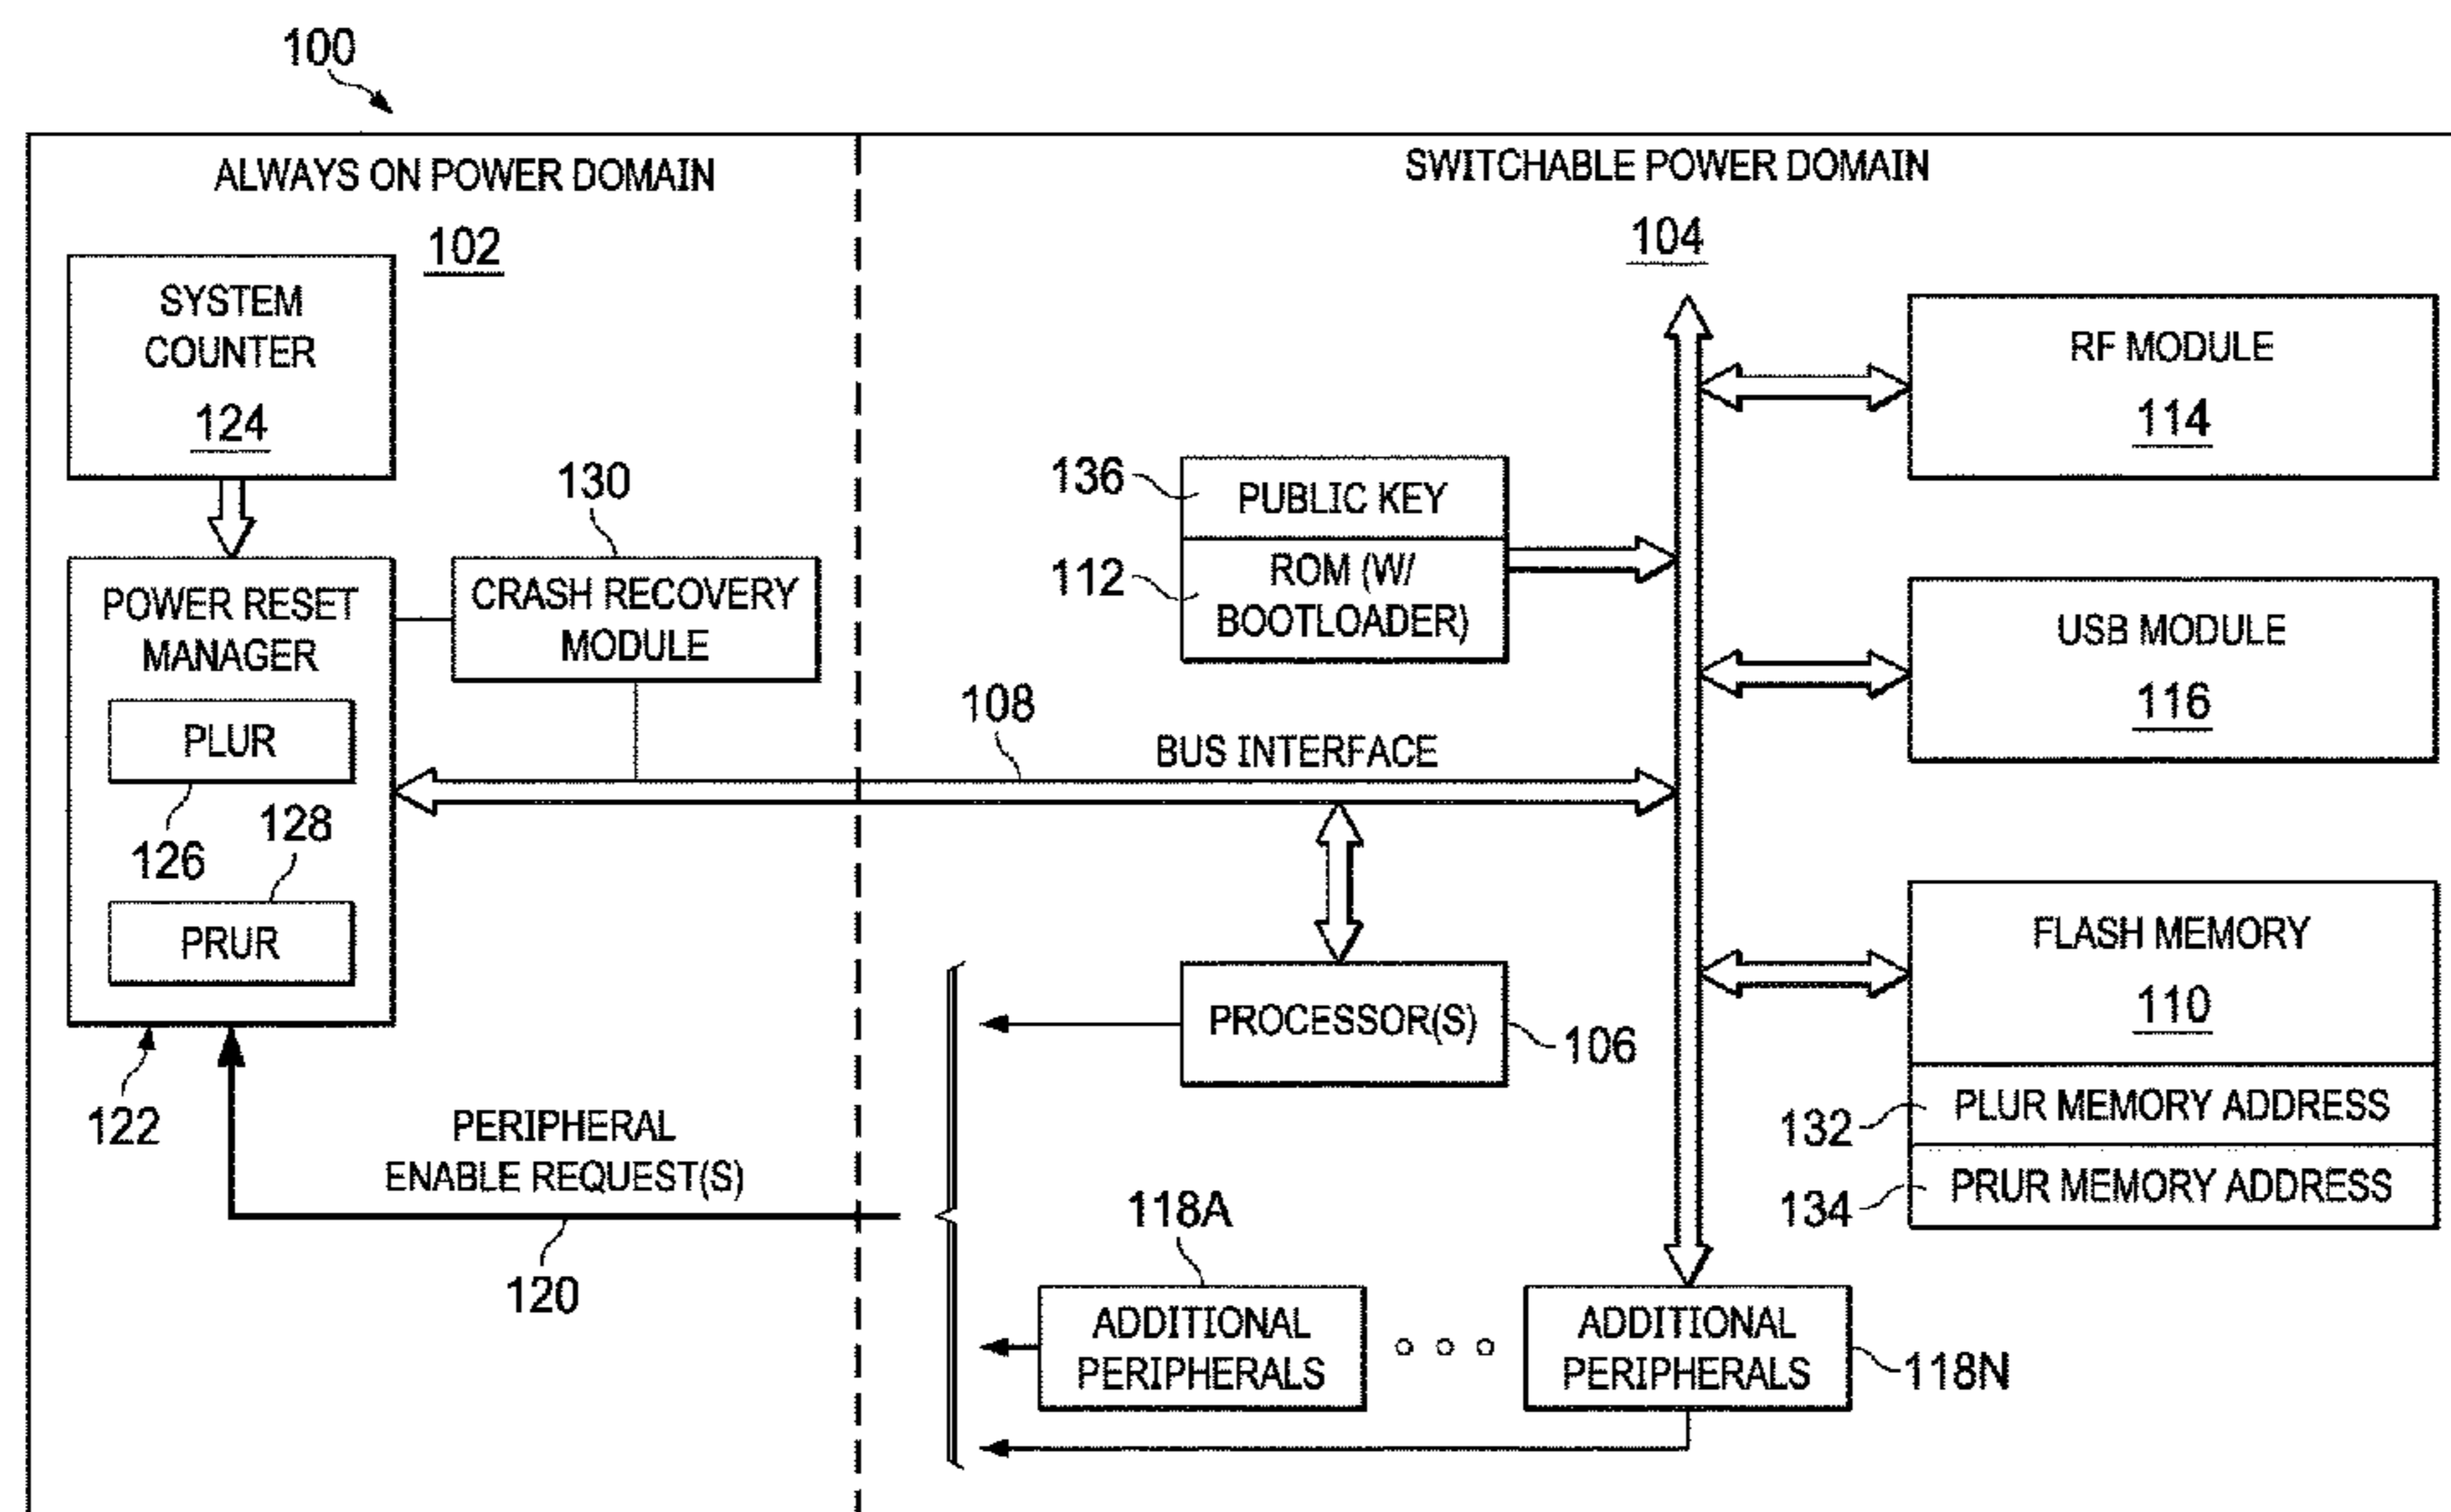 100
ALWAYS ON POWER DOMAIN
102
SYSTEM
COUNTER
124
130
POWER RESET
MANAGER
CRASH RECOVERY
MODULE
PLUR
126
128
PRUR
122
PERIPHERAL
ENABLE REQUEST(S)
120
SWITCHABLE POWER DOMAIN
104
RF MODULE
114
136
PUBLIC KEY
112
ROM (W/
BOOTLOADER)
USB MODULE
116
108
BUS INTERFACE
PROCESSOR(S)
106
FLASH MEMORY
110
132
PLUR MEMORY ADDRESS
134
PRUR MEMORY ADDRESS
118A
ADDITIONAL
PERIPHERALS
ADDITIONAL
PERIPHERALS
118N